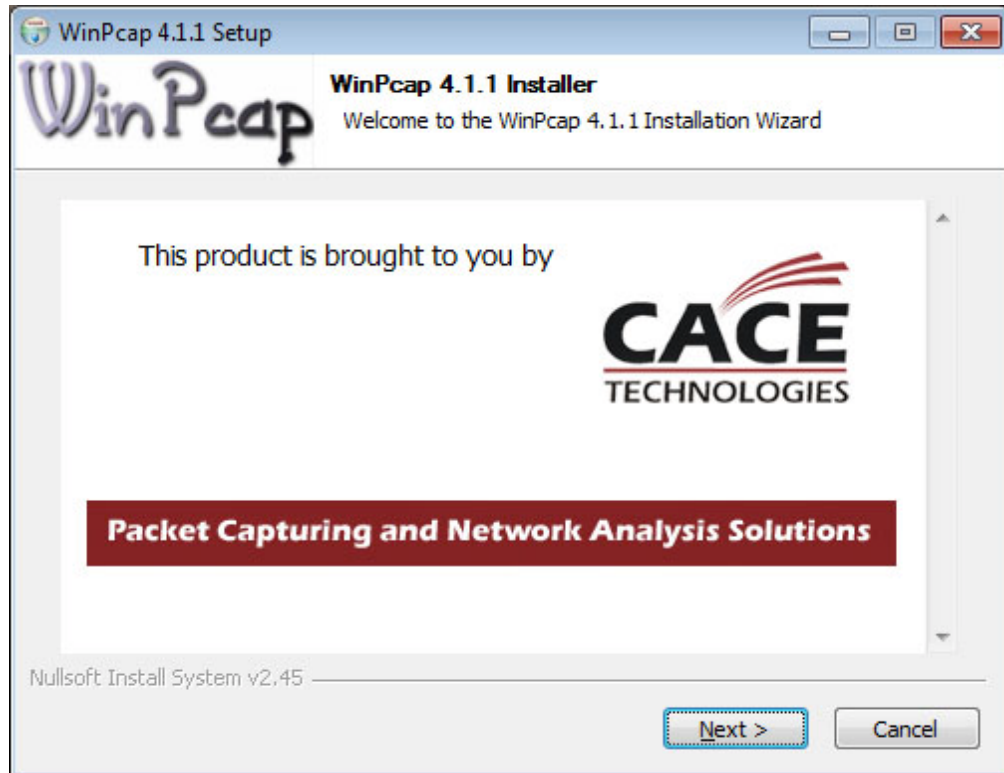 WinPcap 4.1.1 Setup
WinPcap
WinPcap 4.1.1 Installer
Welcome to the WinPcap 4.1.1 Installation Wizard
This product is brought to you by
CACE
TECHNOLOGIES
Packet Capturing and Network Analysis Solutions
Nullsoft Install System v2.45
Next >
Cancel